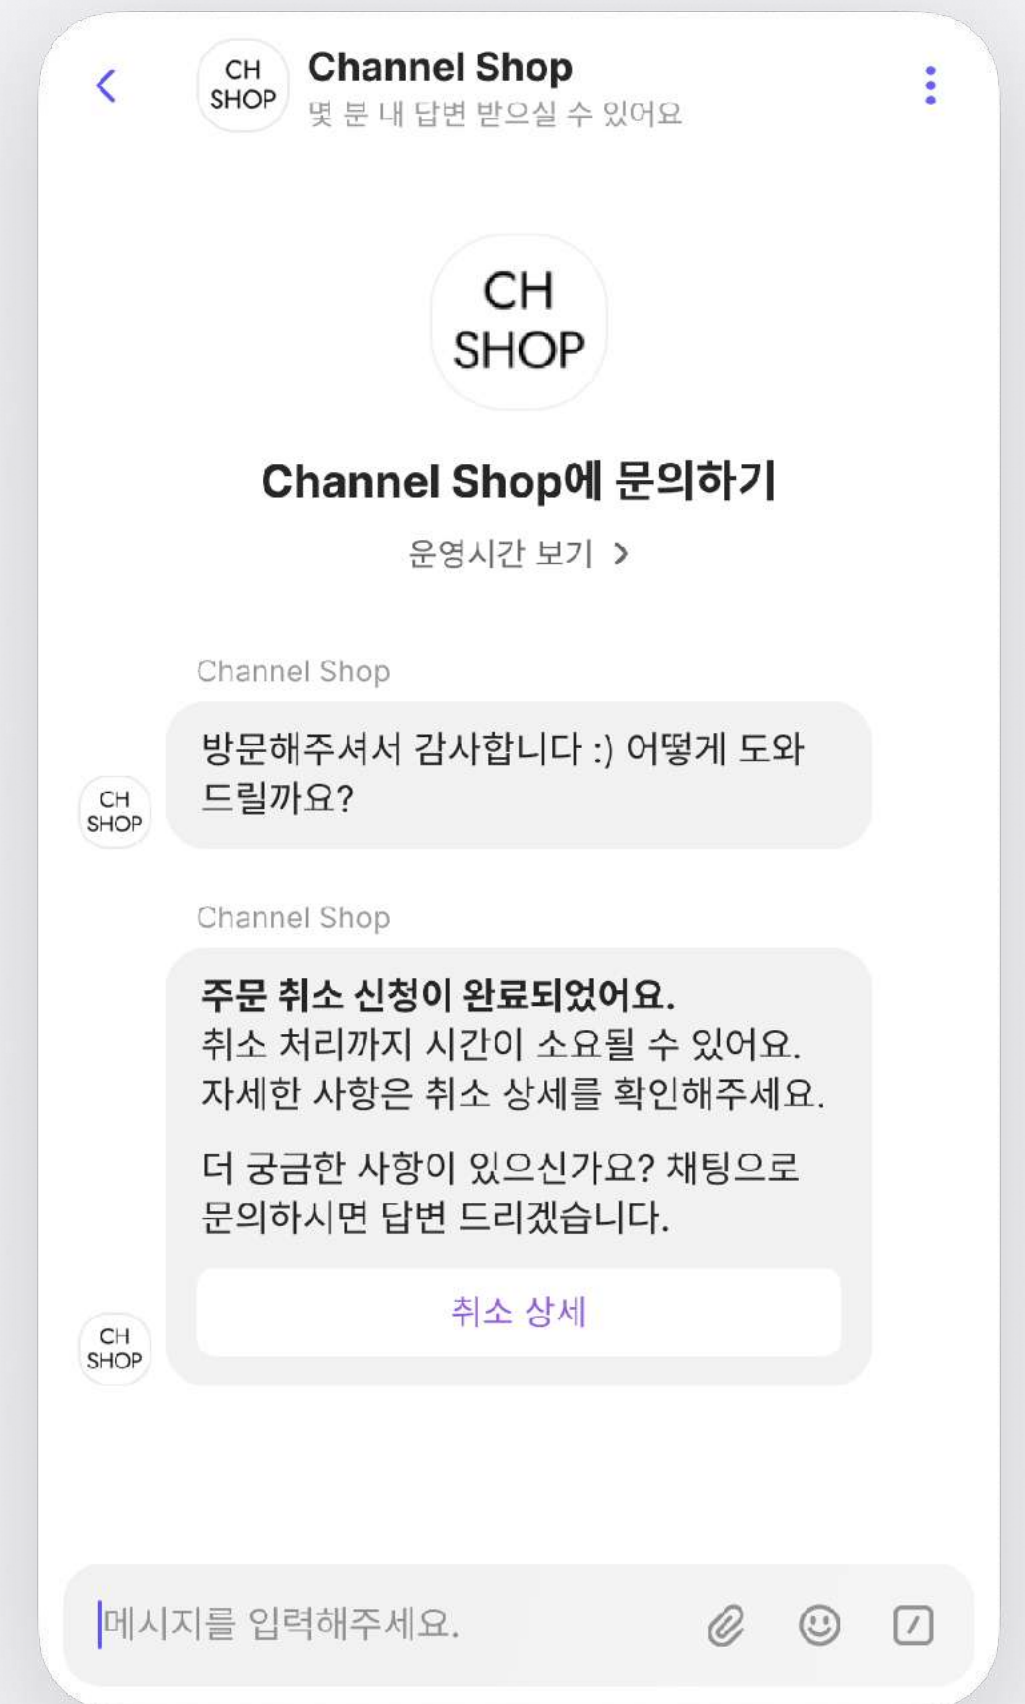 CH
SHOP
Channel Shop
몇 분 내 답변 받으실 수 있어요
CH
SHOP
Channel Shop에 문의하기
운영시간 보기
Channel Shop
방문해주셔서 감사합니다 :) 어떻게 도와
드릴까요?
CH
SHOP
Channel Shop
주문 취소 신청이 완료되었어요.
취소 처리까지 시간이 소요될 수 있어요.
자세한 사항은 취소 상세를 확인해주세요.
더 궁금한 사항이 있으신가요? 채팅으로
문의하시면 답변 드리겠습니다.
취소 상세
CH
SHOP
메시지를 입력해주세요.